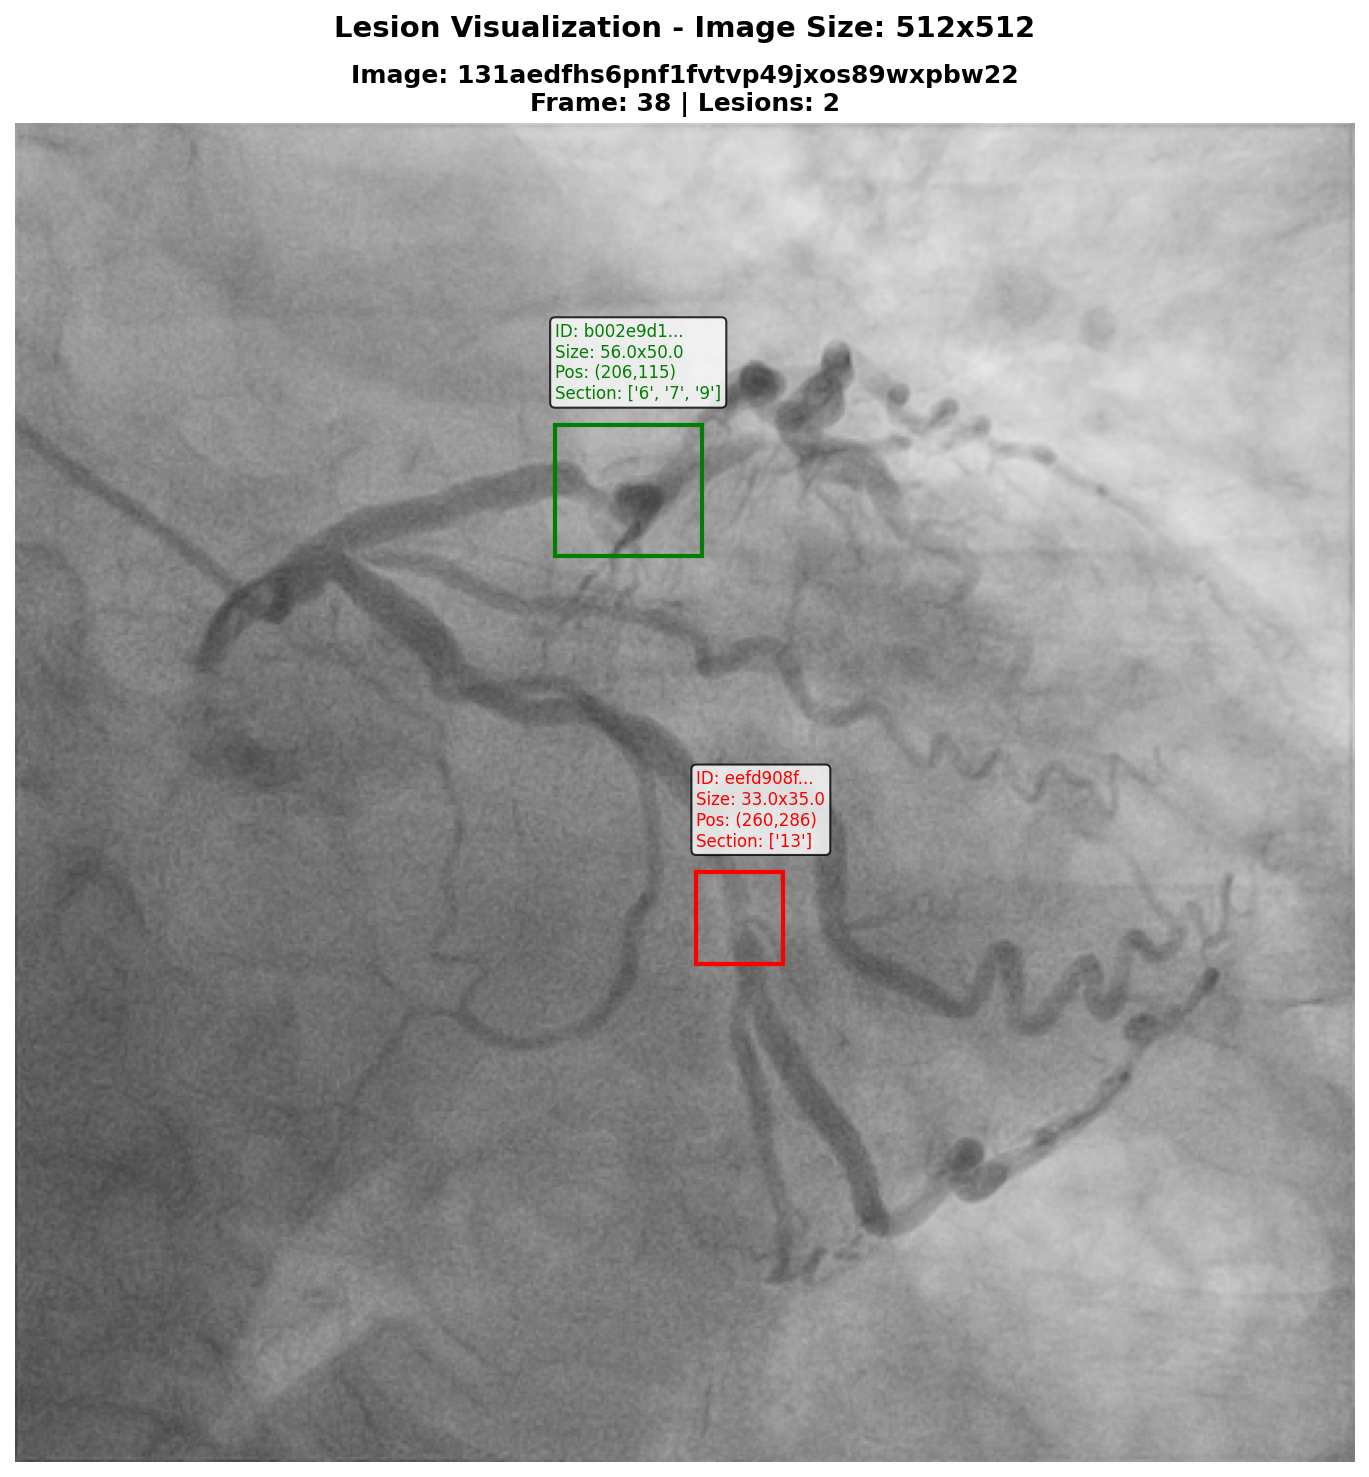 Lesion Visualization - Image Size: 512x512
Image: 131aedfhs6pnf1fvtvp49jxos89wxpbw22
Frame: 38 | Lesions: 2
ID: b002e9d1...
Size: 56.0x50.0
Pos: (206,115)
Section: ['6', '7', '9']
ID: eefd908f...
Size: 33.0x35.0
Pos: (260,286)
Section: ['13']